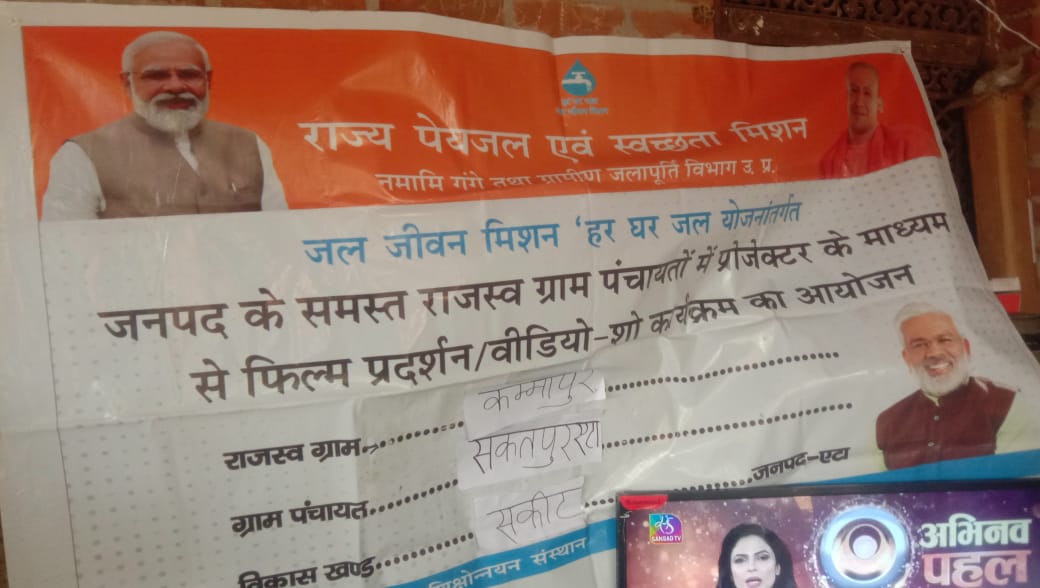 राज्य पेयजल एवं स्वच्छता मिशन
नमामि गंगे तथा ग्रामीण जलापूर्ति विभाग उ. प्र.
जल जीवन मिशन 'हर घर जल योजनांतर्गत
जनपद के समस्त राजस्व ग्राम पंचायतों में प्रोजेक्टर के माध्यम
से फिल्म प्रदर्शन/वीडियो-शो कार्यक्रम का आयोजन
राजस्व ग्राम.......कम्मापुर.......
ग्राम पंचायत.......सकतपुर.......
विकास खण्ड.......सकीट.......जनपद-एटा
संस्थान
SANSAD TV
अभिनव
पहल